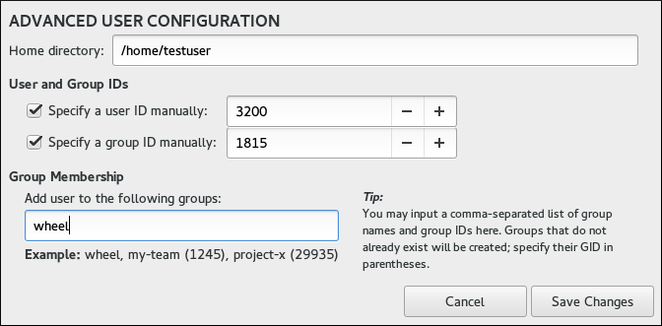 ADVANCED USER CONFIGURATION
Home directory: /home/testuser
User and Group IDs
Specify a user ID manually: 3200 − +
Specify a group ID manually: 1815 − +
Group Membership
Add user to the following groups:
wheel
Example: wheel, my-team (1245), project-x (29935)
Tip:
You may input a comma-separated list of group
names and group IDs here. Groups that do not
already exist will be created; specify their GID in
parentheses.
Cancel Save Changes